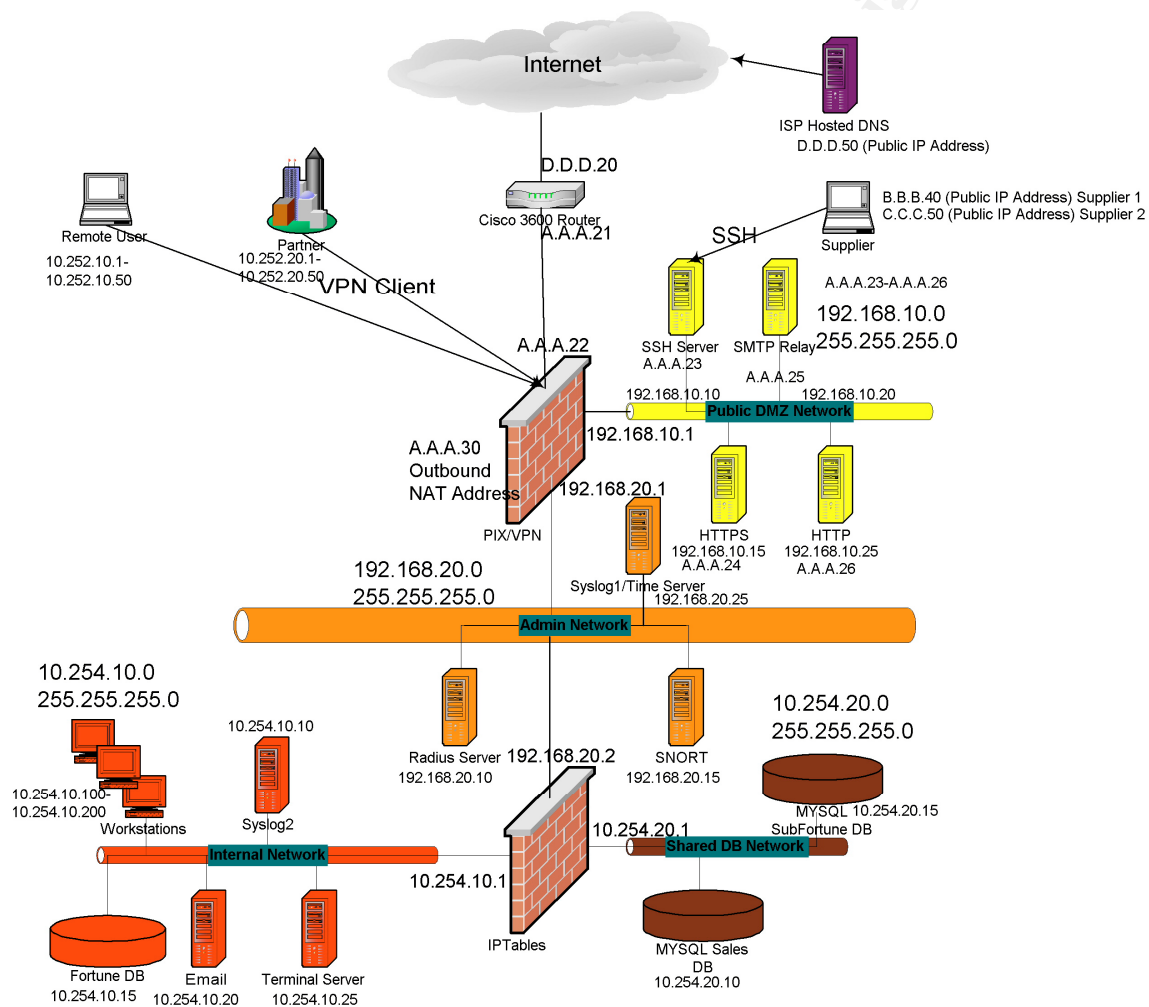 Internet
ISP Hosted DNS
D.D.D.50 (Public IP Address)
D.D.D.20
Cisco 3600 Router
A.A.A.21
Remote User
10.252.10.1-
10.252.10.50
Partner
10.252.20.1-
10.252.20.50
VPN Client
B.B.B.40 (Public IP Address) Supplier 1
C.C.C.50 (Public IP Address) Supplier 2
SSH
Supplier
A.A.A.23-A.A.A.26
192.168.10.0
255.255.255.0
SSH Server
A.A.A.23
SMTP Relay
A.A.A.25
A.A.A.22
192.168.10.10
192.168.10.20
Public DMZ Network
192.168.10.1
A.A.A.30
Outbound
NAT Address
192.168.20.1
PIX/VPN
HTTPS
192.168.10.15
A.A.A.24
HTTP
192.168.10.25
A.A.A.26
192.168.20.0
255.255.255.0
Syslog1/Time Server
192.168.20.25
Admin Network
10.254.10.0
255.255.255.0
10.254.10.10
Radius Server
192.168.20.10
192.168.20.2
SNORT
192.168.20.15
10.254.20.0
255.255.255.0
10.254.10.100-
10.254.10.200
Workstations
Syslog2
MYSQL 10.254.20.15
SubFortune DB
10.254.20.1
Shared DB Network
Internal Network
10.254.10.1
IPTables
MYSQL Sales
DB
10.254.20.10
Fortune DB
10.254.10.15
Email
10.254.10.20
Terminal Server
10.254.10.25